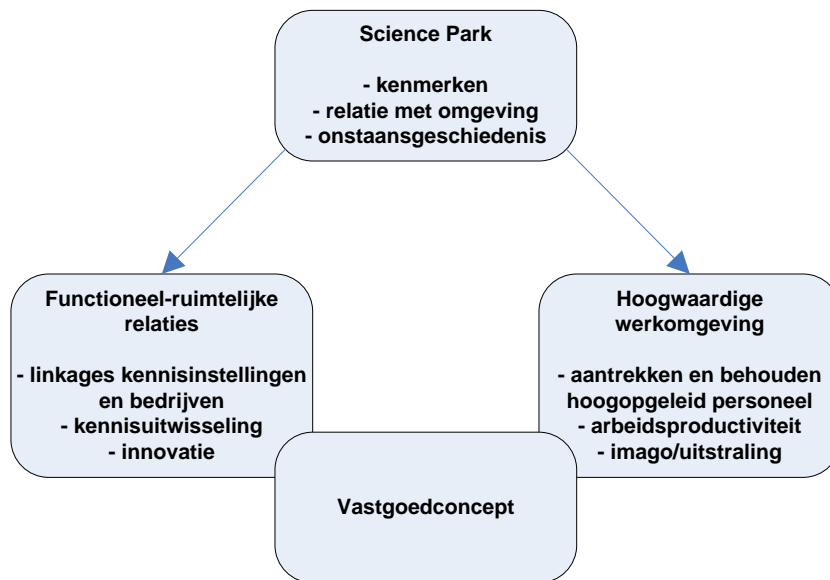 Science Park
- kenmerken
- relatie met omgeving
- onstaansgeschiedenis
Functioneel-ruimtelijke
relaties
- linkages kennisinstellingen
en bedrijven
- kennisuitwisseling
- innovatie
Hoogwaardige
werkomgeving
- aantrekken en behouden
hoogopgeleid personeel
- arbeidsproductiviteit
- imago/uitstraling
Vastgoedconcept